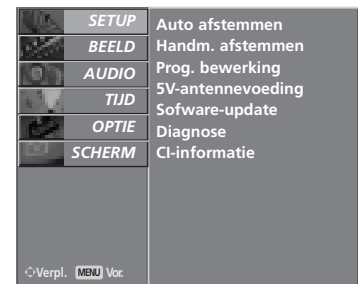 SETUP
BEELD
AUDIO
TIJD
OPTIE
SCHERM
Auto afstemmen
Handm. afstemmen
Prog. bewerking
5V-antennevoeding
Sofware-update
Diagnose
CI-informatie
Verpl. MENU Vor.